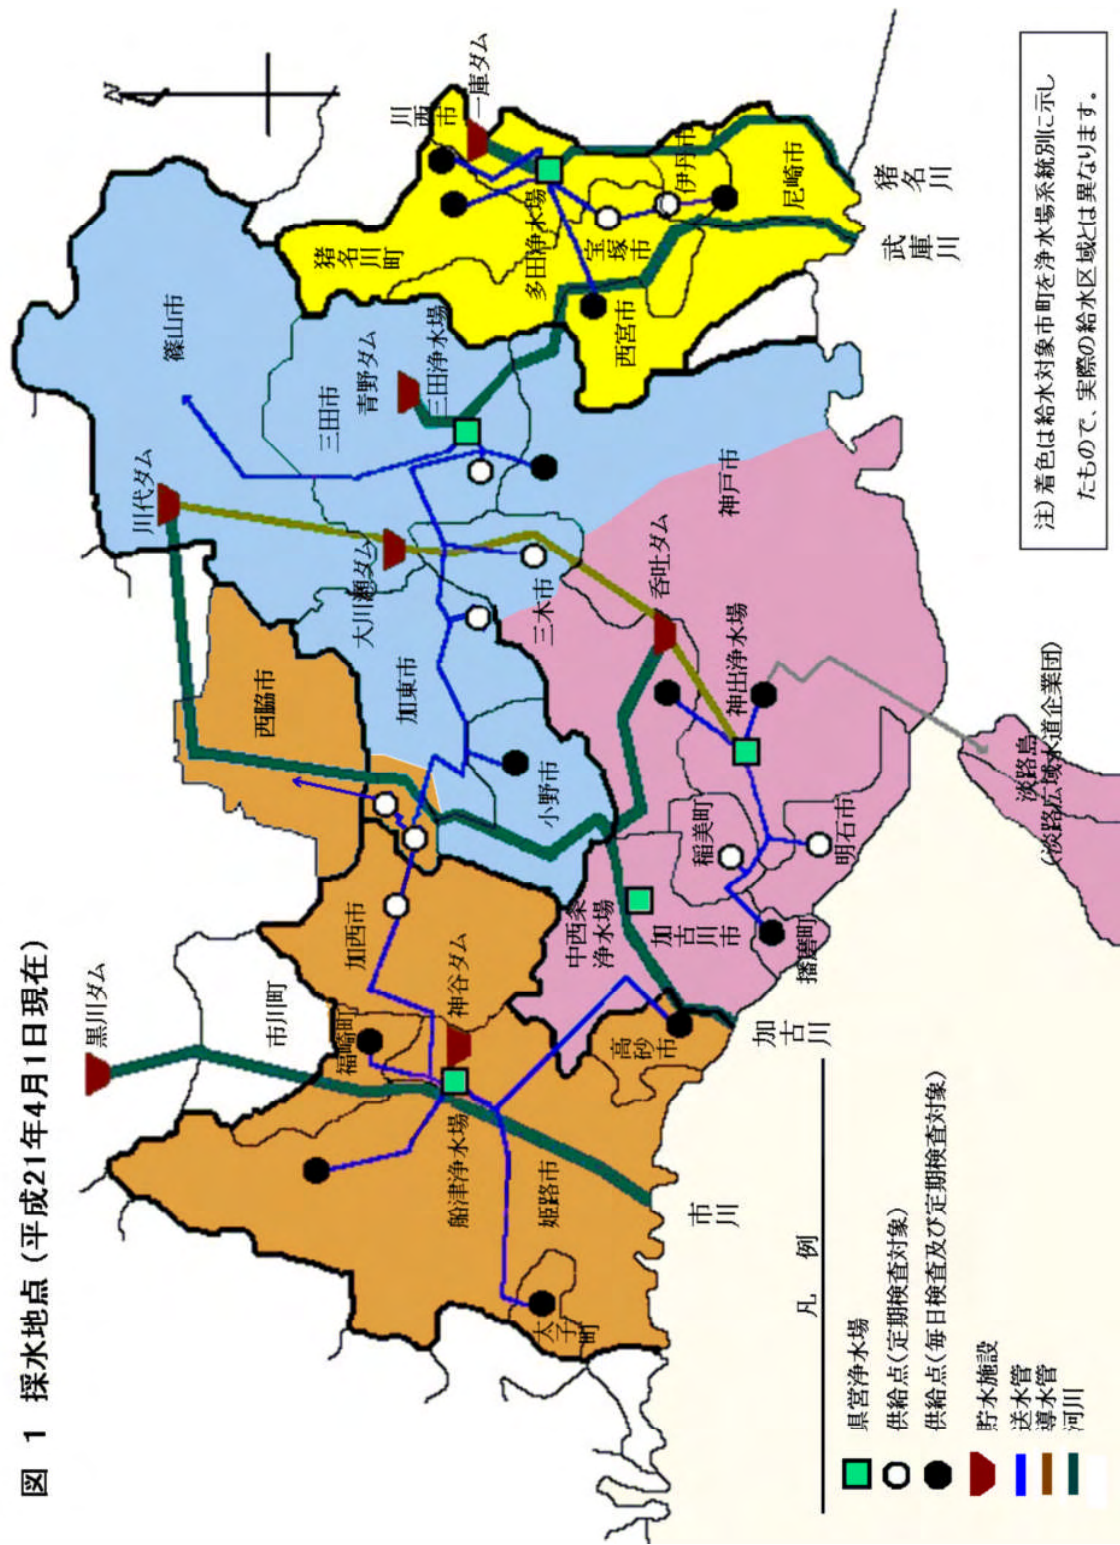 図 1 採水地点（平成21年4月1日現在）
N
黒川ダム
市川町
福崎町
加西市
神谷ダム
船津浄水場
姫路市
太子町
高砂市
市川
加古川
西脇市
川代ダム
篠山市
加東市
大川瀬ダム
小野市
三木市
三田市
青野ダム
三田浄水場
猪名川町
川西市
一庫ダム
多田浄水場
宝塚市
伊丹市
西宮市
尼崎市
猪名川
武庫川
神戸市
呑吐ダム
神出浄水場
中西条
浄水場
加古川市
稲美町
播磨町
明石市
淡路島
（淡路広域水道企業団）
凡 例
県営浄水場
供給点（定期検査対象）
供給点（毎日検査及び定期検査対象）
貯水施設
送水管
導水管
河川
注）着色は給水対象市町を浄水場系統別に示し
たもので、実際の給水区域とは異なります。